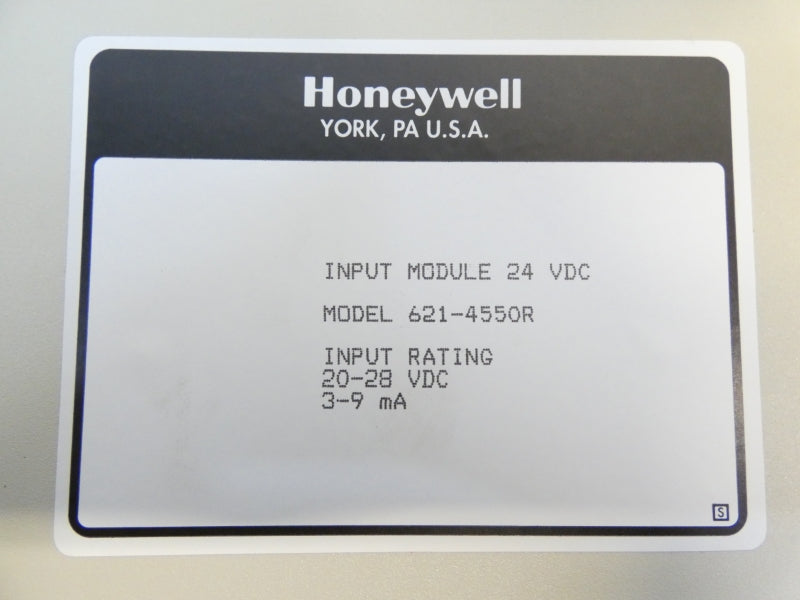 Honeywell
YORK, PA U.S.A.
INPUT MODULE 24 VDC
MODEL 621-4550R
INPUT RATING
20-28 VDC
3-9 mA
S